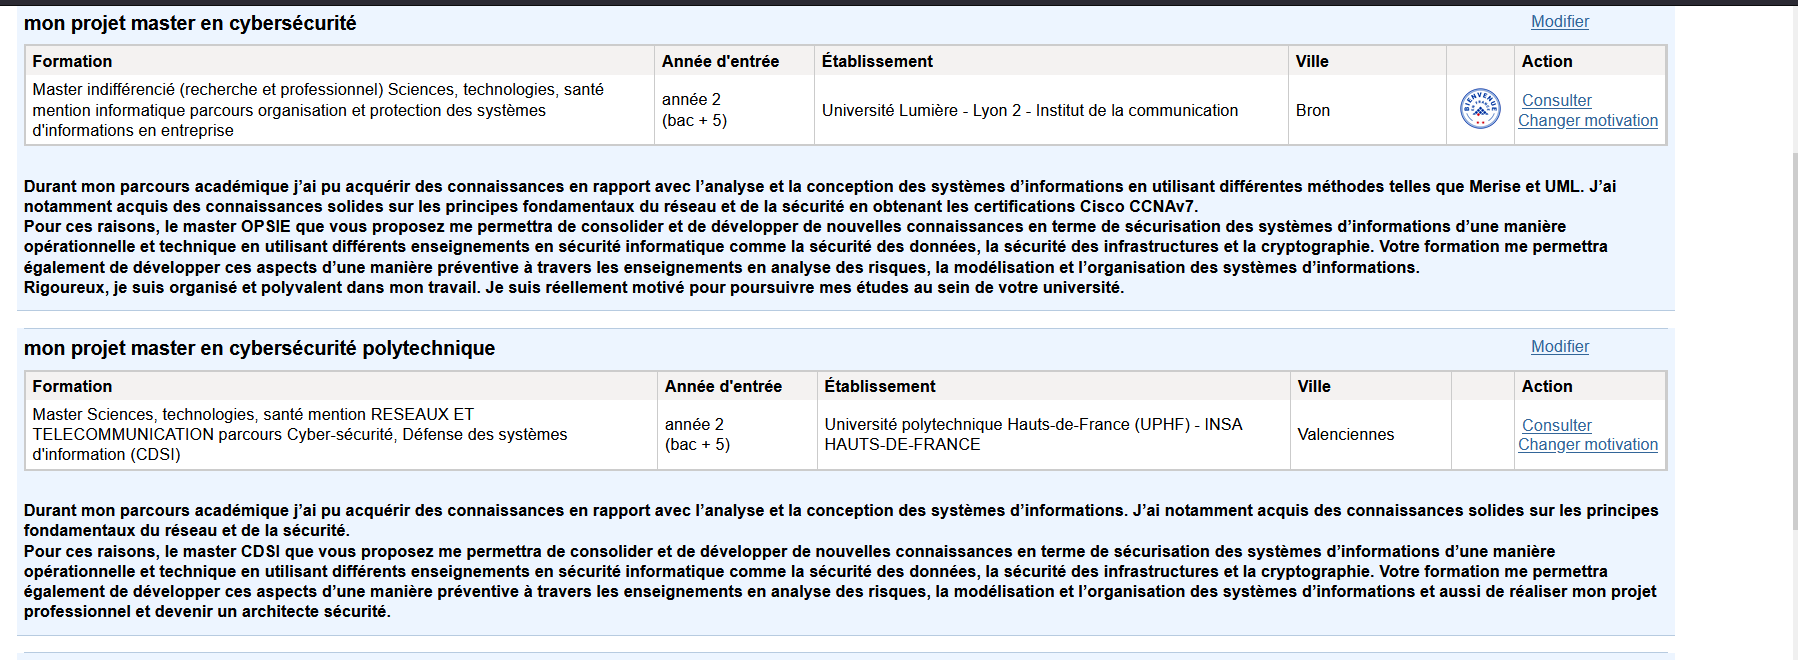 mon projet master en cybersécurité
Modifier
Formation
Année d'entrée
Établissement
Ville
Action
Master indifférencié (recherche et professionnel) Sciences, technologies, santé
mention informatique parcours organisation et protection des systèmes
d'informations en entreprise
année 2
(bac + 5)
Université Lumière - Lyon 2 - Institut de la communication
Bron
BIENVENUE
EN FRANCE
Consulter
Changer motivation
Durant mon parcours académique j’ai pu acquérir des connaissances en rapport avec l’analyse et la conception des systèmes d’informations en utilisant différentes méthodes telles que Merise et UML. J’ai
notamment acquis des connaissances solides sur les principes fondamentaux du réseau et de la sécurité en obtenant les certifications Cisco CCNAv7.
Pour ces raisons, le master OPSIE que vous proposez me permettra de consolider et de développer de nouvelles connaissances en terme de sécurisation des systèmes d’informations d’une manière
opérationnelle et technique en utilisant différents enseignements en sécurité informatique comme la sécurité des données, la sécurité des infrastructures et la cryptographie. Votre formation me permettra
également de développer ces aspects d’une manière préventive à travers les enseignements en analyse des risques, la modélisation et l’organisation des systèmes d’informations.
Rigoureux, je suis organisé et polyvalent dans mon travail. Je suis réellement motivé pour poursuivre mes études au sein de votre université.
mon projet master en cybersécurité polytechnique
Modifier
Formation
Année d'entrée
Établissement
Ville
Action
Master Sciences, technologies, santé mention RESEAUX ET
TELECOMMUNICATION parcours Cyber-sécurité, Défense des systèmes
d'information (CDSI)
année 2
(bac + 5)
Université polytechnique Hauts-de-France (UPHF) - INSA
HAUTS-DE-FRANCE
Valenciennes
Consulter
Changer motivation
Durant mon parcours académique j’ai pu acquérir des connaissances en rapport avec l’analyse et la conception des systèmes d’informations. J’ai notamment acquis des connaissances solides sur les principes
fondamentaux du réseau et de la sécurité.
Pour ces raisons, le master CDSI que vous proposez me permettra de consolider et de développer de nouvelles connaissances en terme de sécurisation des systèmes d’informations d’une manière
opérationnelle et technique en utilisant différents enseignements en sécurité informatique comme la sécurité des données, la sécurité des infrastructures et la cryptographie. Votre formation me permettra
également de développer ces aspects d’une manière préventive à travers les enseignements en analyse des risques, la modélisation et l’organisation des systèmes d’informations et aussi de réaliser mon projet
professionnel et devenir un architecte sécurité.